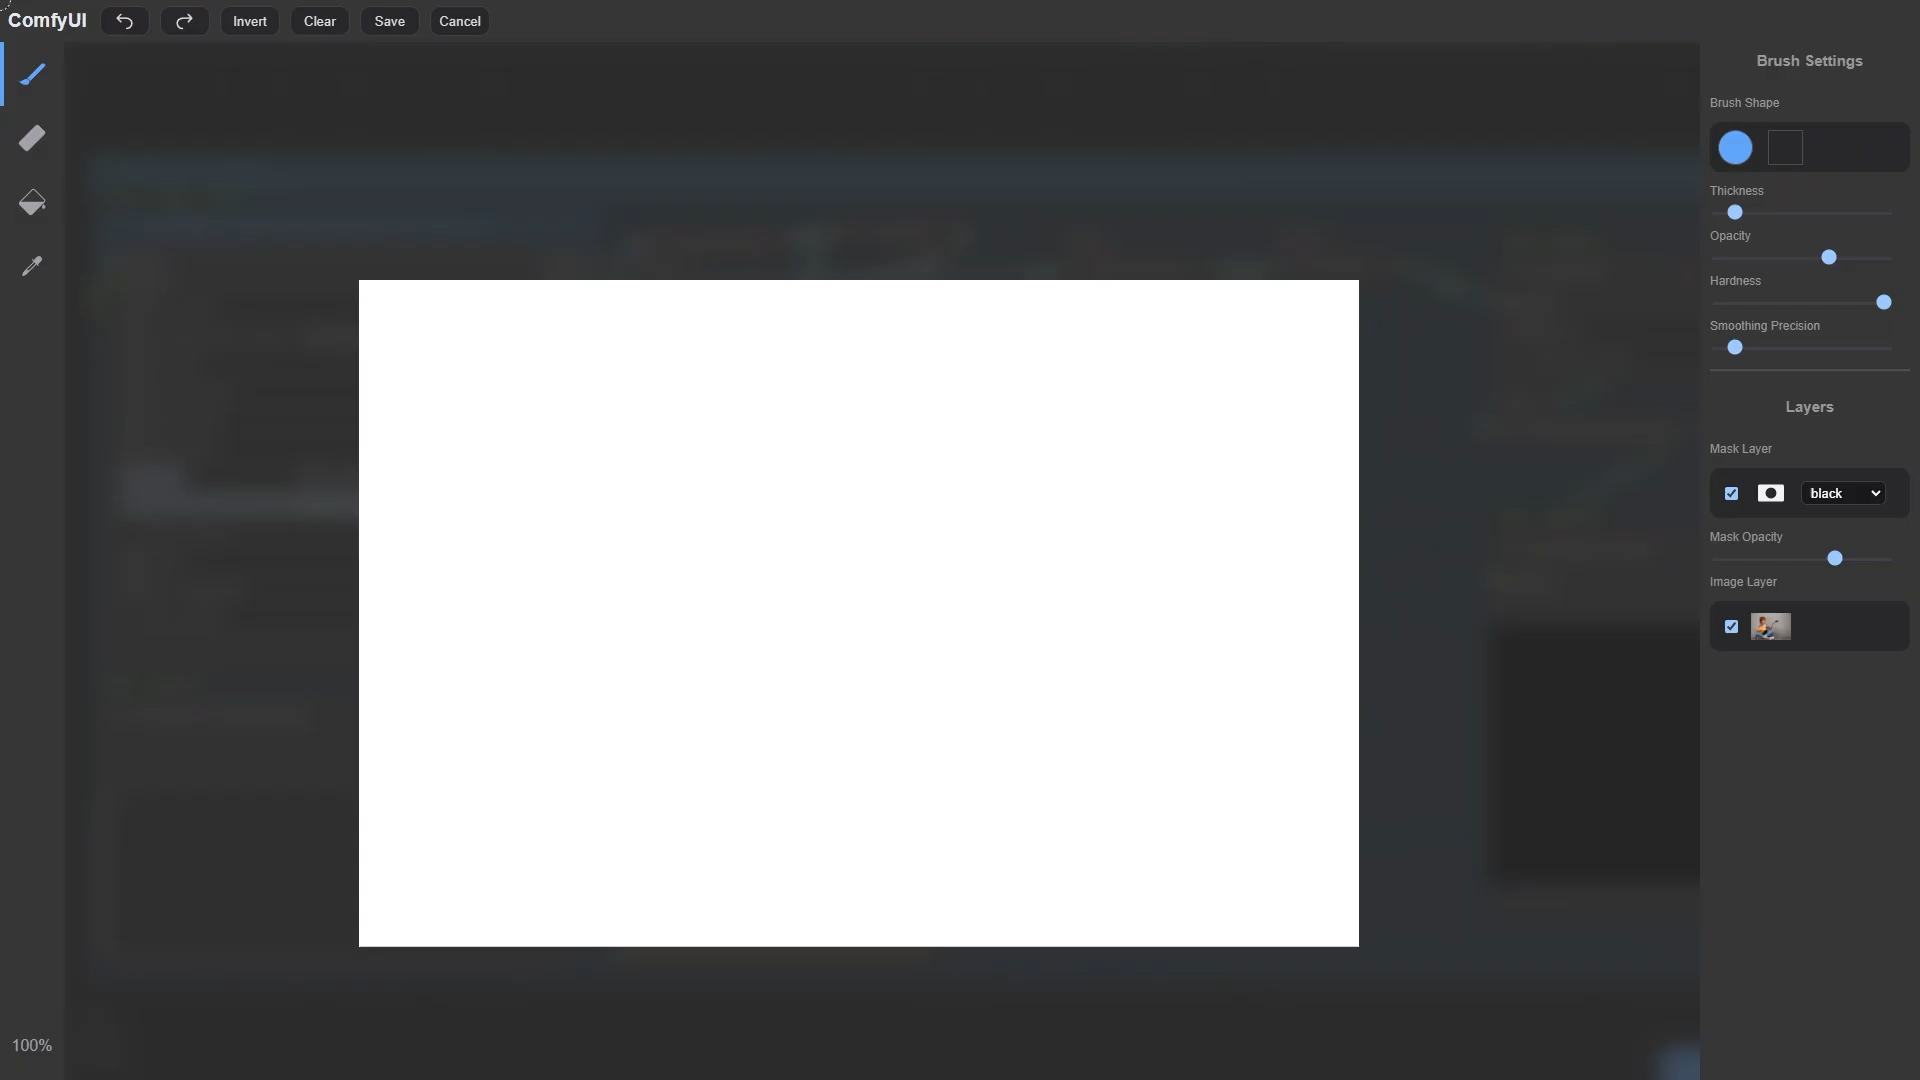 ComfyUI
Invert
Clear
Save
Cancel
Brush Settings
Brush Shape
Thickness
Opacity
Hardness
Smoothing Precision
Layers
Mask Layer
black
Mask Opacity
Image Layer
100%